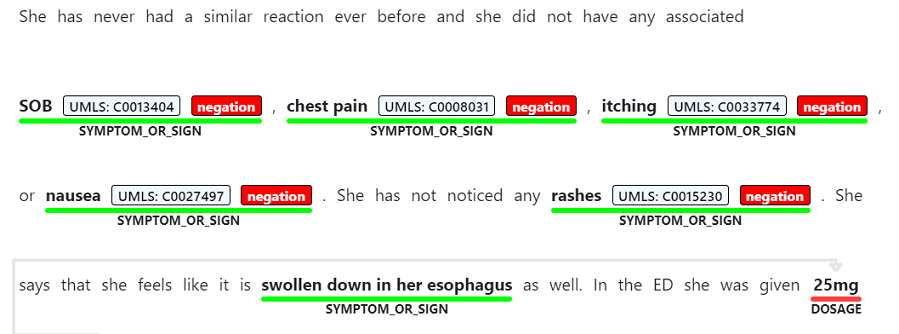 She has never had a similar reaction ever before and she did not have any associated
SOB UMLS: C0013404 negation , chest pain UMLS: C0008031 negation , itching UMLS: C0033774 negation ,
SYMPTOM_OR_SIGN SYMPTOM_OR_SIGN SYMPTOM_OR_SIGN
or nausea UMLS: C0027497 negation . She has not noticed any rashes UMLS: C0015230 negation . She
SYMPTOM_OR_SIGN SYMPTOM_OR_SIGN
says that she feels like it is swollen down in her esophagus as well. In the ED she was given 25mg
SYMPTOM_OR_SIGN DOSAGE